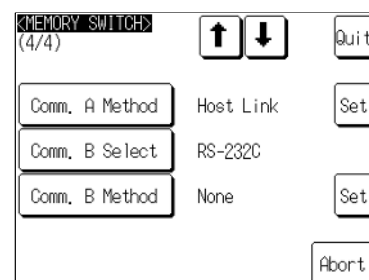 <MEMORY SWITCH>
(4/4)
Quit
Comm. A Method Host Link Set
Comm. B Select RS-232C
Comm. B Method None Set
Abort